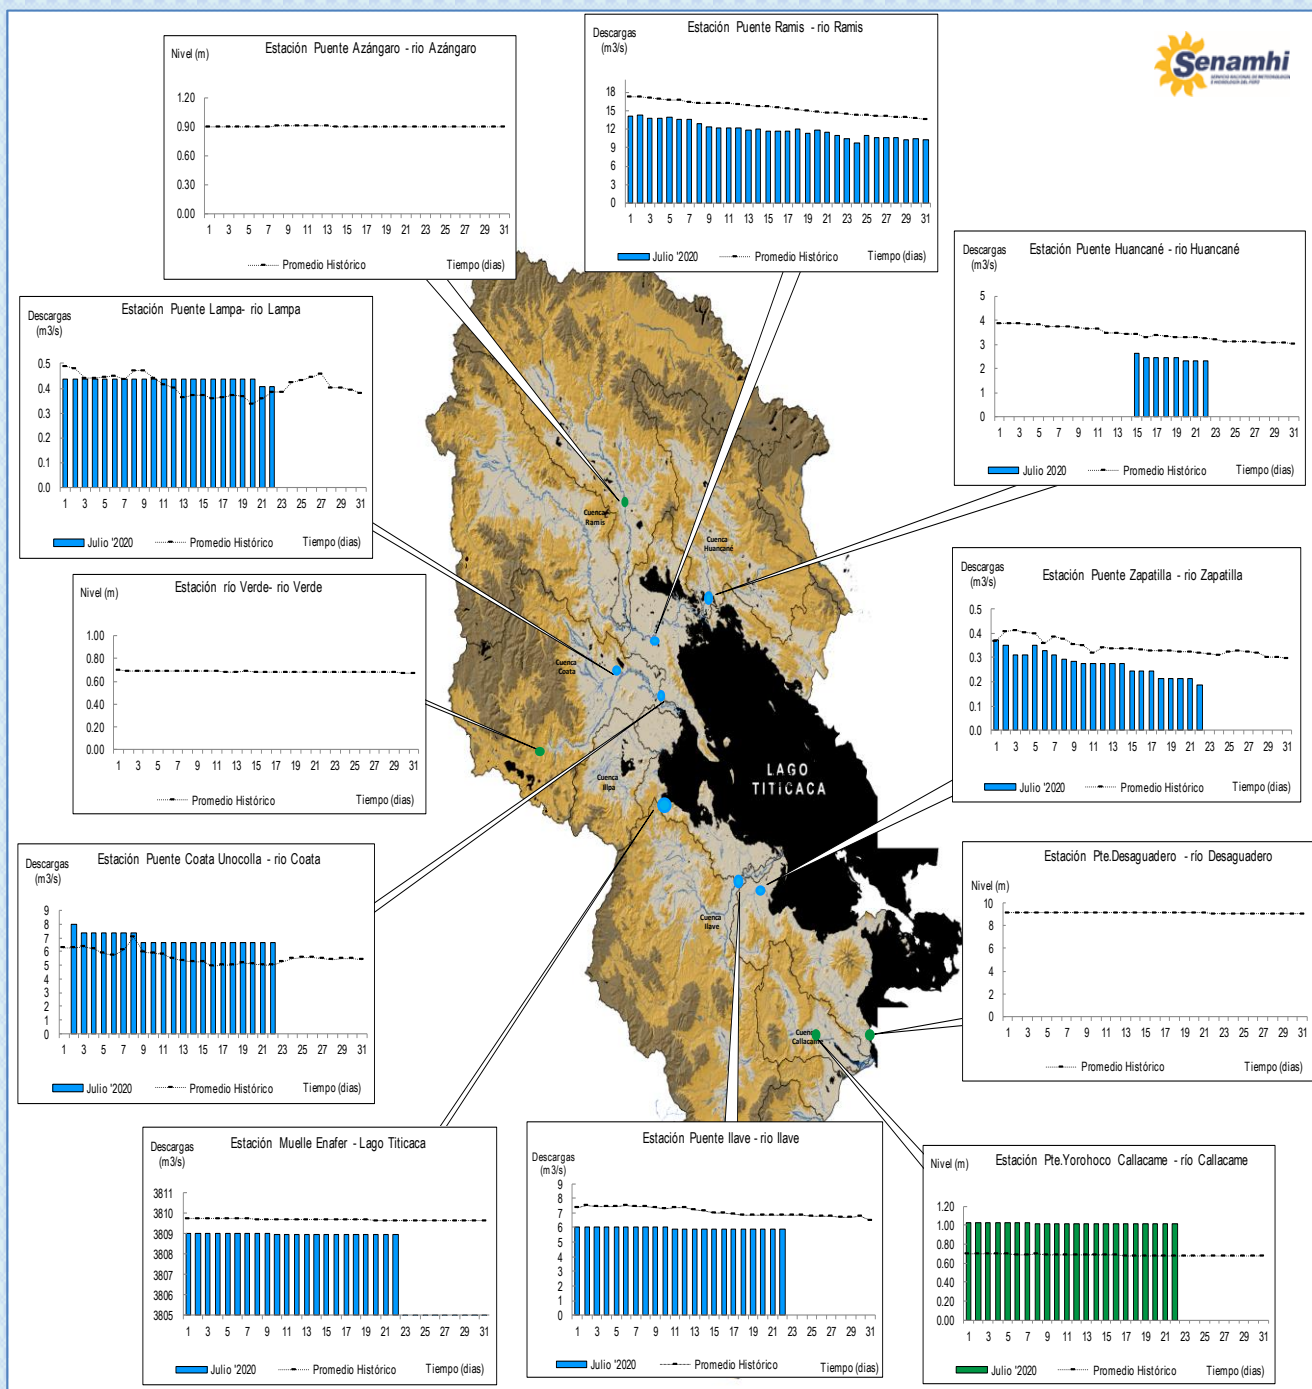 Estación Puente Azángaro - rio Azángaro
Nivel (m)
1.20
0.90
0.60
0.30
0.00
1 3 5 7 9 11 13 15 17 19 21 23 25 27 29 31
Promedio Histórico
Tiempo (dias)
Estación Puente Ramis - rio Ramis
Descargas
(m3/s)
18
15
12
9
6
3
0
1 3 5 7 9 11 13 15 17 19 21 23 25 27 29 31
Julio '2020
Promedio Histórico
Tiempo (dias)
Senamhi
Estación Puente Huancané - rio Huancané
Descargas
(m3/s)
5
4
3
2
1
0
1 3 5 7 9 11 13 15 17 19 21 23 25 27 29 31
Julio 2020
Promedio Histórico
Tiempo (dias)
Estación Puente Lampa- rio Lampa
Descargas
(m3/s)
0.5
0.4
0.3
0.2
0.1
0.0
1 3 5 7 9 11 13 15 17 19 21 23 25 27 29 31
Julio '2020
Promedio Histórico
Tiempo (dias)
Cuenca
Ramis
Cuenca
Huancané
Estación Puente Zapatilla - rio Zapatilla
Descargas
(m3/s)
0.5
0.4
0.3
0.2
0.1
0.0
1 3 5 7 9 11 13 15 17 19 21 23 25 27 29 31
Julio '2020
Promedio Histórico
Tiempo (dias)
Estación río Verde- rio Verde
Nivel (m)
1.00
0.80
0.60
0.40
0.20
0.00
1 3 5 7 9 11 13 15 17 19 21 23 25 27 29 31
Promedio Histórico
Tiempo (dias)
Cuenca
Coata
Cuenca
Illpa
LAGO
TITICACA
Estación Puente Coata Unocolla - rio Coata
Descargas
(m3/s)
9
8
7
6
5
4
3
2
1
0
1 3 5 7 9 11 13 15 17 19 21 23 25 27 29 31
Julio '2020
Promedio Histórico
Tiempo (dias)
Cuenca
Ilave
Estación Pte.Desaguadero - río Desaguadero
Nivel (m)
10
8
6
4
2
0
1 3 5 7 9 11 13 15 17 19 21 23 25 27 29 31
Promedio Histórico
Tiempo (dias)
Cuenca
Callacame
Estación Muelle Enafer - Lago Titicaca
Descargas
(m3/s)
3811
3810
3809
3808
3807
3806
3805
1 3 5 7 9 11 13 15 17 19 21 23 25 27 29 31
Julio '2020
Promedio Histórico
Tiempo (dias)
Estación Puente Ilave - rio Ilave
Descargas
(m3/s)
9
8
7
6
5
4
3
2
1
0
1 3 5 7 9 11 13 15 17 19 21 23 25 27 29 31
Julio '2020
Promedio Histórico
Tiempo (dias)
Estación Pte.Yorohoco Callacame - río Callacame
Nivel (m)
1.20
1.00
0.80
0.60
0.40
0.20
0.00
1 3 5 7 9 11 13 15 17 19 21 23 25 27 29 31
Julio '2020
Promedio Histórico
Tiempo (dias)